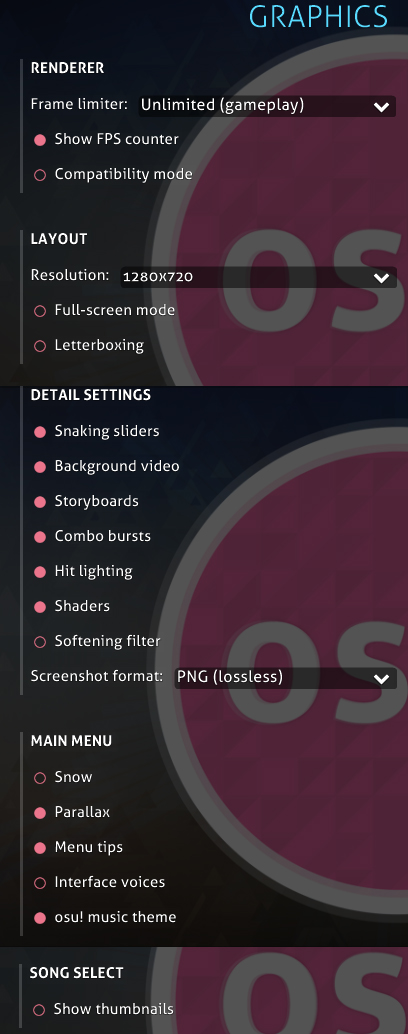 GRAPHICS
RENDERER
Frame limiter: Unlimited (gameplay)
Show FPS counter
Compatibility mode
LAYOUT
Resolution: 1280x720
Full-screen mode
Letterboxing
os
DETAIL SETTINGS
Snaking sliders
Background video
Storyboards
Combo bursts
Hit lighting
Shaders
Softening filter
os
Screenshot format: PNG (lossless)
MAIN MENU
Snow
Parallax
Menu tips
Interface voices
osu! music theme
SONG SELECT
Show thumbnails
os